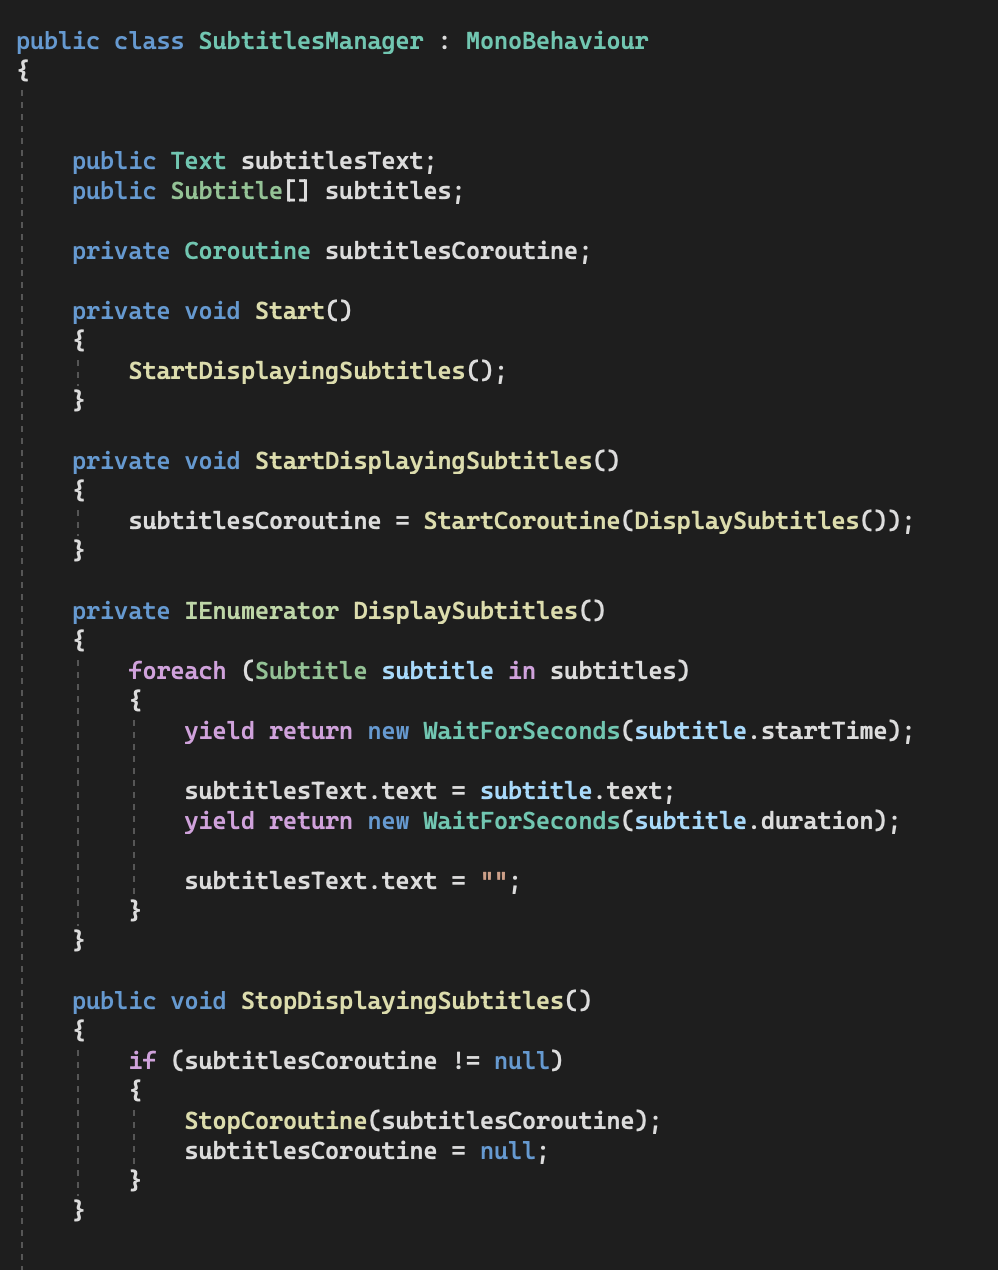 public class SubtitlesManager : MonoBehaviour
{
    public Text subtitlesText;
    public Subtitle[] subtitles;
    private Coroutine subtitlesCoroutine;
    private void Start()
    {
        StartDisplayingSubtitles();
    }
    private void StartDisplayingSubtitles()
    {
        subtitlesCoroutine = StartCoroutine(DisplaySubtitles());
    }
    private IEnumerator DisplaySubtitles()
    {
        foreach (Subtitle subtitle in subtitles)
        {
            yield return new WaitForSeconds(subtitle.startTime);
            subtitlesText.text = subtitle.text;
            yield return new WaitForSeconds(subtitle.duration);
            subtitlesText.text = "";
        }
    }
    public void StopDisplayingSubtitles()
    {
        if (subtitlesCoroutine != null)
        {
            StopCoroutine(subtitlesCoroutine);
            subtitlesCoroutine = null;
        }
    }